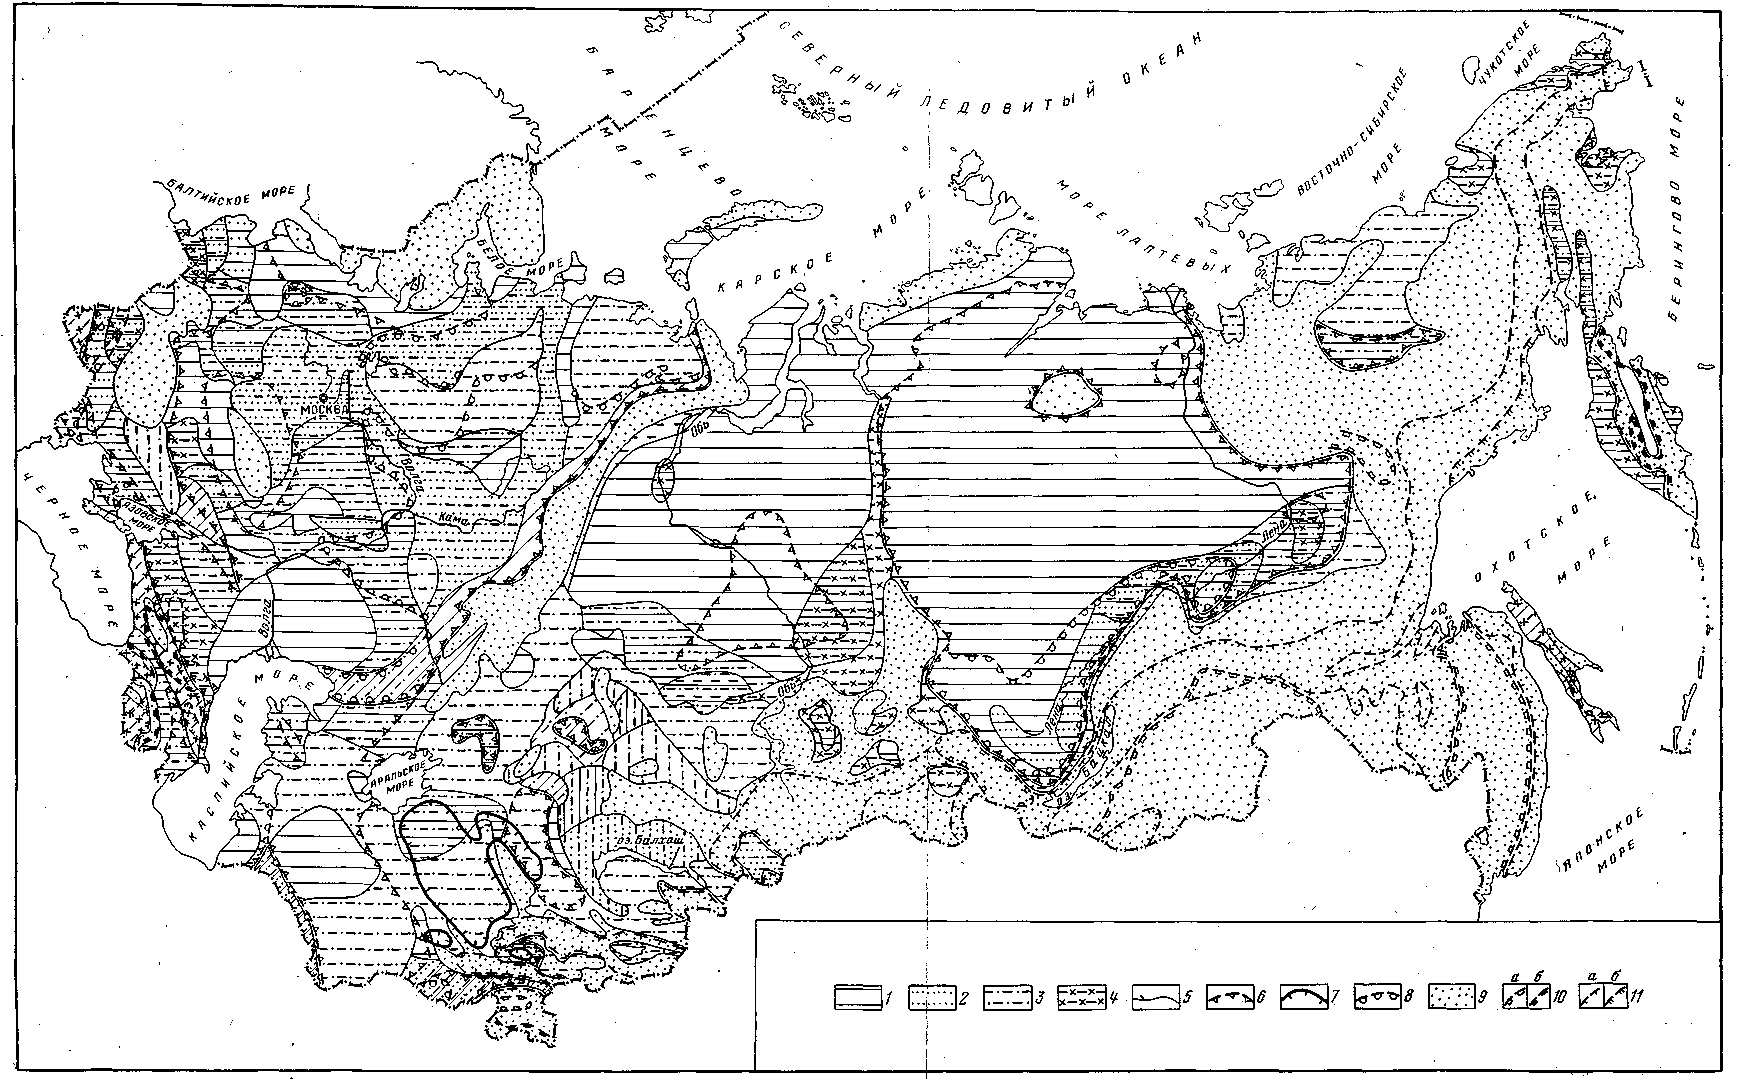 СЕВЕРНЫЙ ЛЕДОВИТЫЙ ОКЕАН
БАРЕНЦЕВО
МОРЕ
ЧУКОТСКОЕ
МОРЕ
ВОСТОЧНО-СИБИРСКОЕ
МОРЕ
БЕРИНГОВО МОРЕ
БАЛТИЙСКОЕ МОРЕ
БЕЛОЕ МОРЕ
КАРСКОЕ МОРЕ
МОРЕ ЛАПТЕВЫХ
МОСКВА
Обь
Волга
Кама
Лена
ЧЕРНОЕ МОРЕ
АЗОВСКОЕ
МОРЕ
ОХОТСКОЕ
МОРЕ
Волга
Обь
КАСПИЙСКОЕ МОРЕ
АРАЛЬСКОЕ
МОРЕ
оз. Балхаш
ЯПОНСКОЕ
МОРЕ
а б а б
1 2 3 4 5 6 7 8 9 10 11